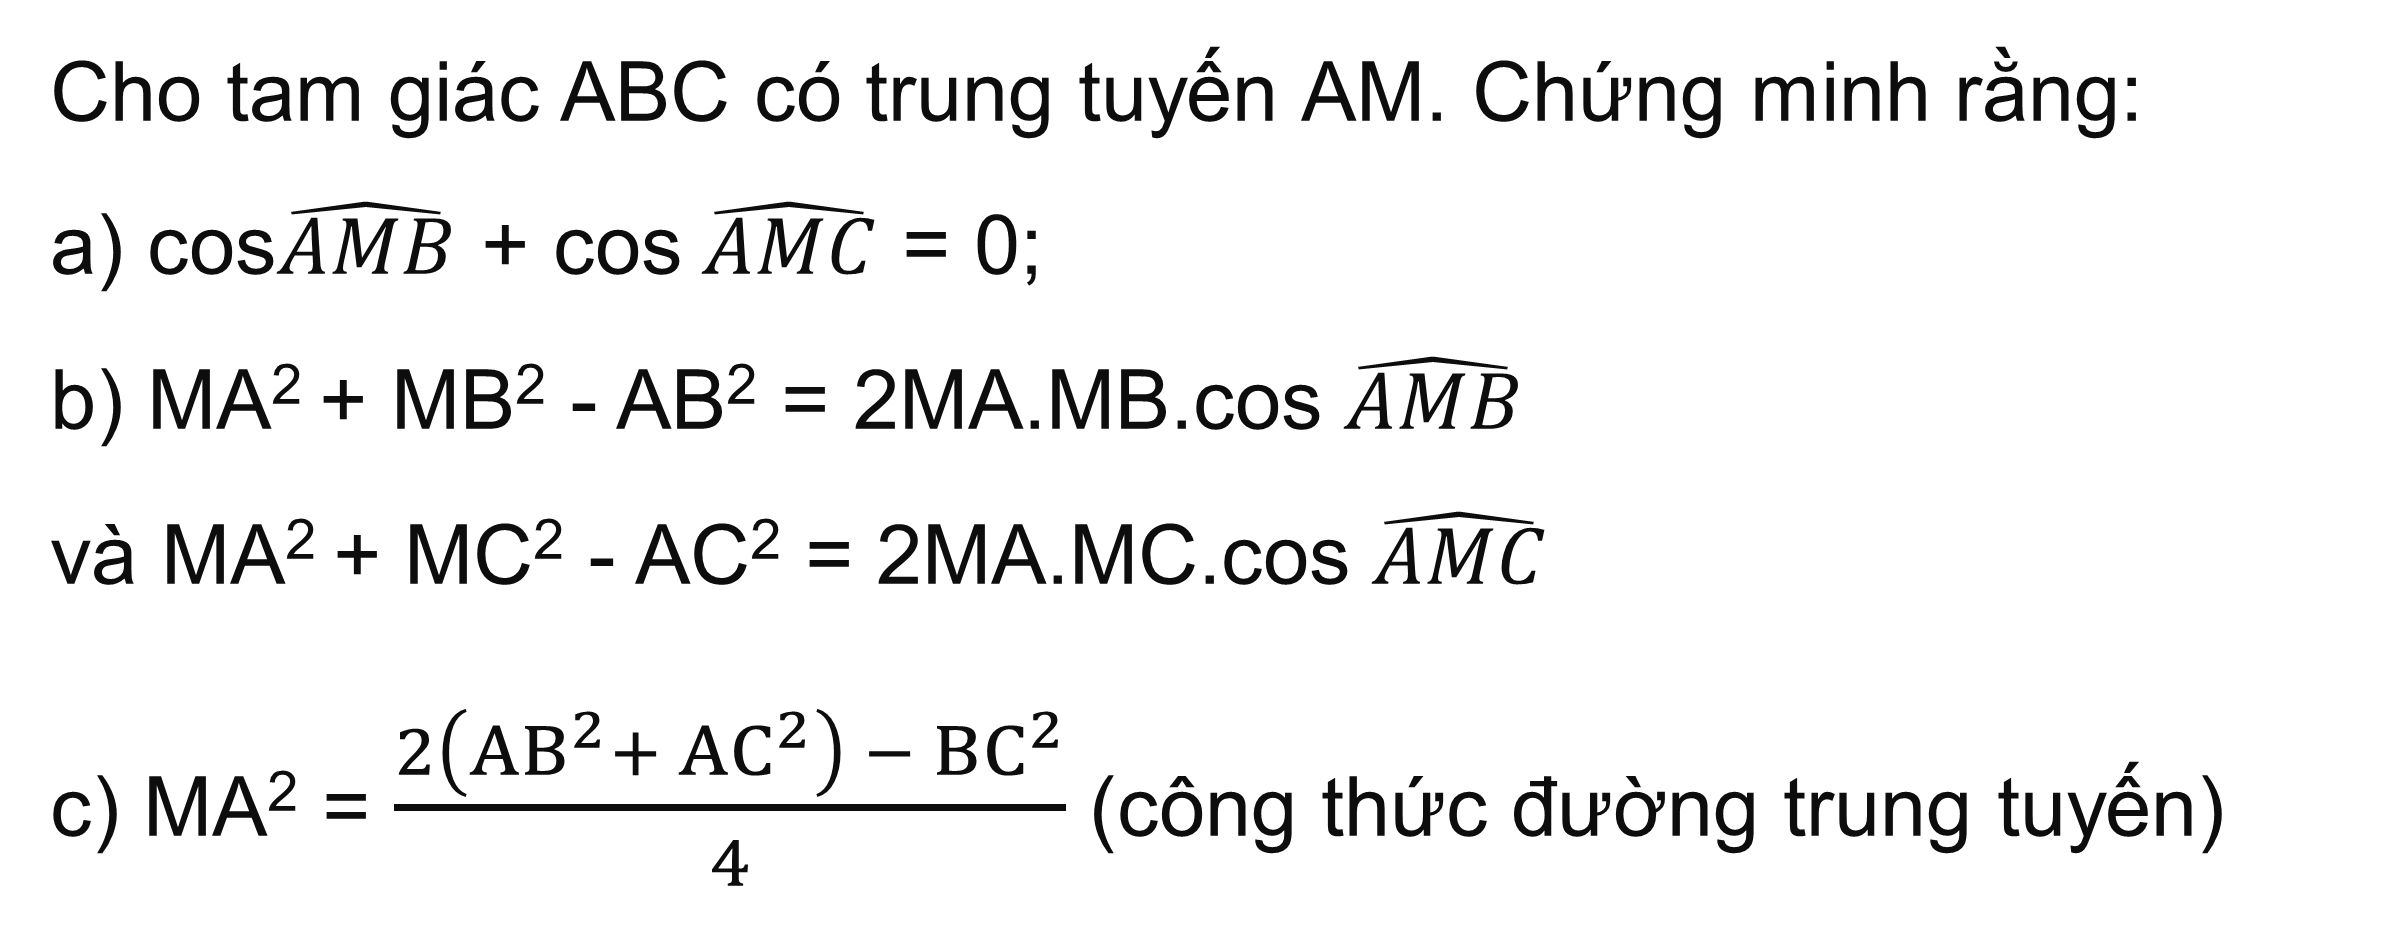 Cho tam giác ABC có trung tuyến AM. Chứng minh rằng:
a) cos$\widehat{AMB}$ + cos $\widehat{AMC}$ = 0;
b) MA² + MB² - AB² = 2MA.MB.cos $\widehat{AMB}$
và MA² + MC² - AC² = 2MA.MC.cos $\widehat{AMC}$
c) MA² = $\frac{2(AB^2 + AC^2) - BC^2}{4}$ (công thức đường trung tuyến)